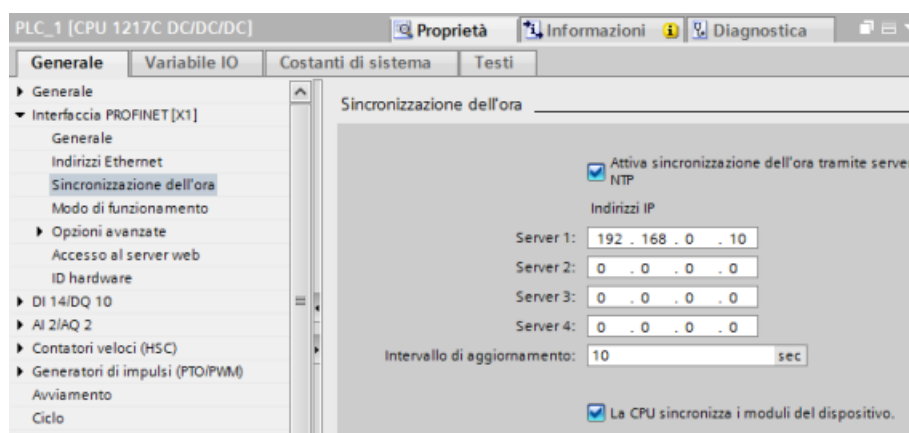 PLC_1 [CPU 1217C DC/DC/DC]
Proprietà
Informazioni
Diagnostica
Generale
Variabile IO
Costanti di sistema
Testi
Generale
Interfaccia PROFINET [X1]
Generale
Indirizzi Ethernet
Sincronizzazione dell'ora
Modo di funzionamento
Opzioni avanzate
Accesso al server web
ID hardware
DI 14/DQ 10
AI 2/AQ 2
Contatori veloci (HSC)
Generatori di impulsi (PTO/PWM)
Avviamento
Ciclo
Sincronizzazione dell'ora
Attiva sincronizzazione dell'ora tramite serve
NTP
Indirizzi IP
Server 1: 192 . 168 . 0 . 10
Server 2: 0 . 0 . 0 . 0
Server 3: 0 . 0 . 0 . 0
Server 4: 0 . 0 . 0 . 0
Intervallo di aggiornamento: 10 sec
La CPU sincronizza i moduli del dispositivo.